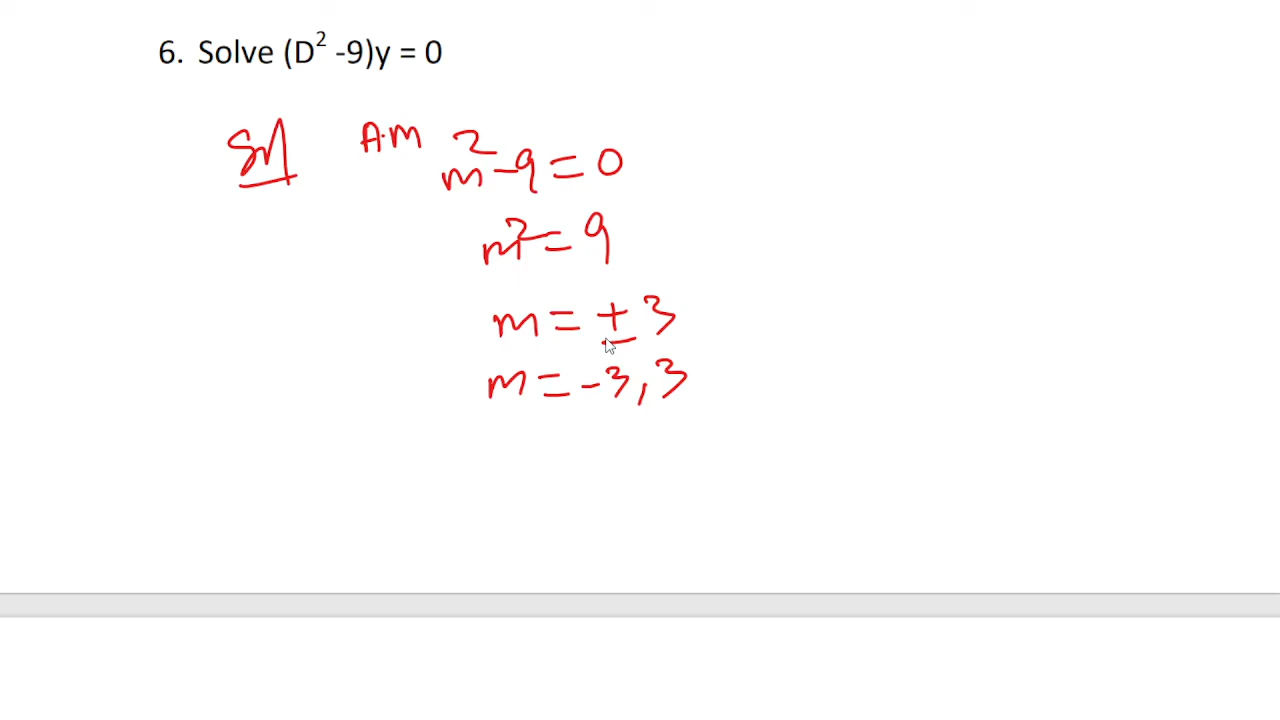 6. Solve (D² -9)y = 0
Sol A.M m² - 9 = 0
m² = 9
m = ± 3
m = -3, 3